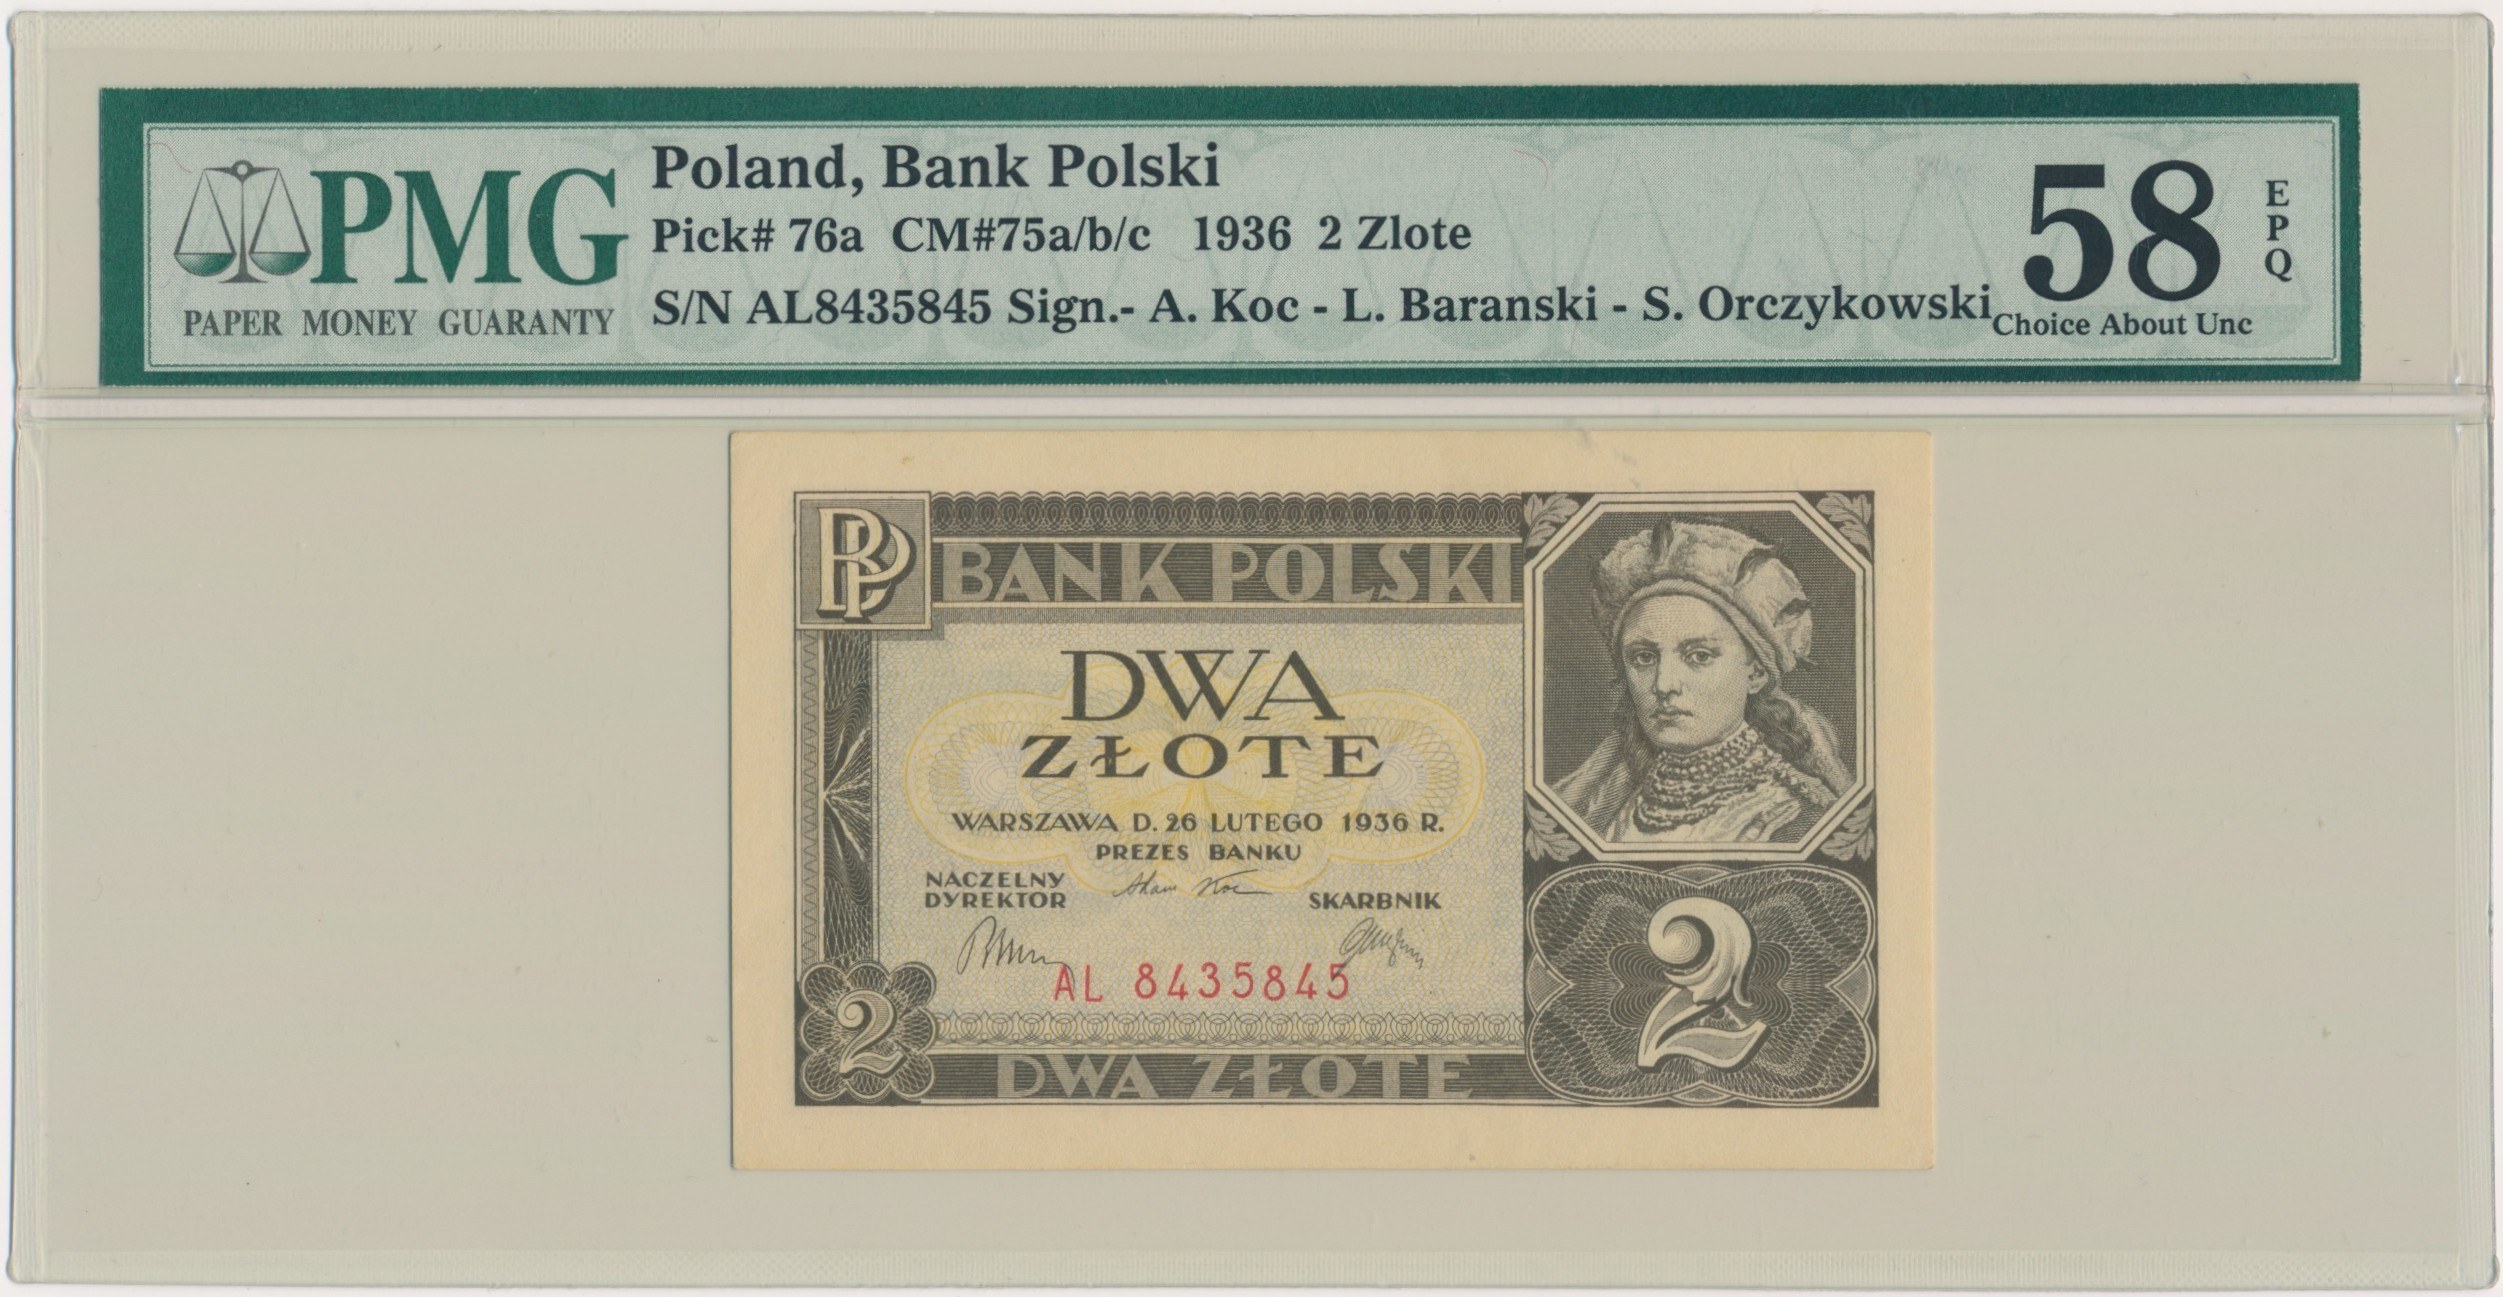 PMG
PAPER MONEY GUARANTY
Poland, Bank Polski
Pick# 76a CM#75a/b/c 1936 2 Zlote
S/N AL8435845 Sign.- A. Koc - L. Baranski - S. Orczykowski
58
EPQ
Choice About Unc
BP
BANK POLSKI
DWA
ZŁOTE
WARSZAWA D. 26 LUTEGO 1936 R.
PREZES BANKU
NACZELNY
DYREKTOR
Adam Koc
SKARBNIK
AL 8435845
2
2
DWA ZŁOTE